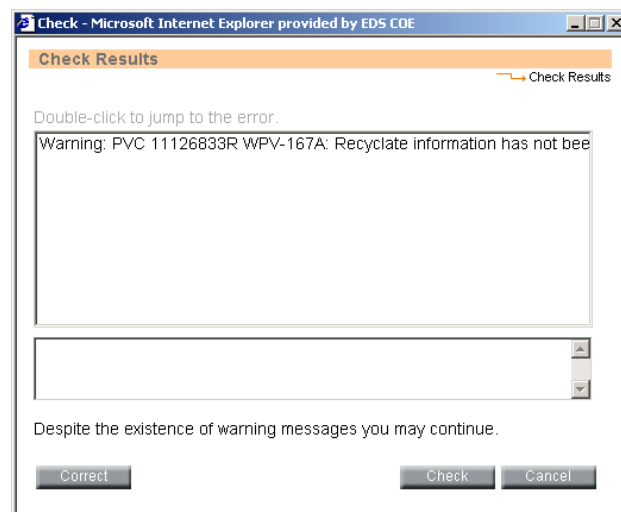 Check - Microsoft Internet Explorer provided by EDS COE
Check Results
Check Results
Double-click to jump to the error.
Warning: PVC 11126833R WPV-167A: Recyclate information has not bee
Despite the existence of warning messages you may continue.
Correct
Check
Cancel